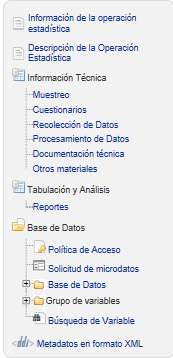 Información de la operación
estadística
Descripción de la Operación
Estadística
Información Técnica
Muestreo
Cuestionarios
Recolección de Datos
Procesamiento de Datos
Documentación técnica
Otros materiales
Tabulación y Análisis
Reportes
Base de Datos
Política de Acceso
Solicitud de microdatos
Base de Datos
Grupo de variables
Búsqueda de Variable
<ddi> Metadatos en formato XML